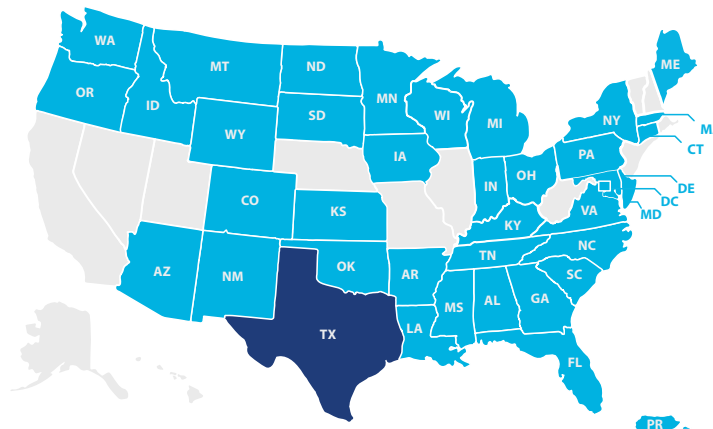 WA
ME
MT
ND
OR
MN
ID
SD
WI
NY
MI
M
WY
CT
PA
IA
OH
IN
DE
CO
DC
KS
VA
MD
KY
NC
TN
OK
AZ
NM
AR
SC
MS
AL
GA
LA
TX
FL
PR